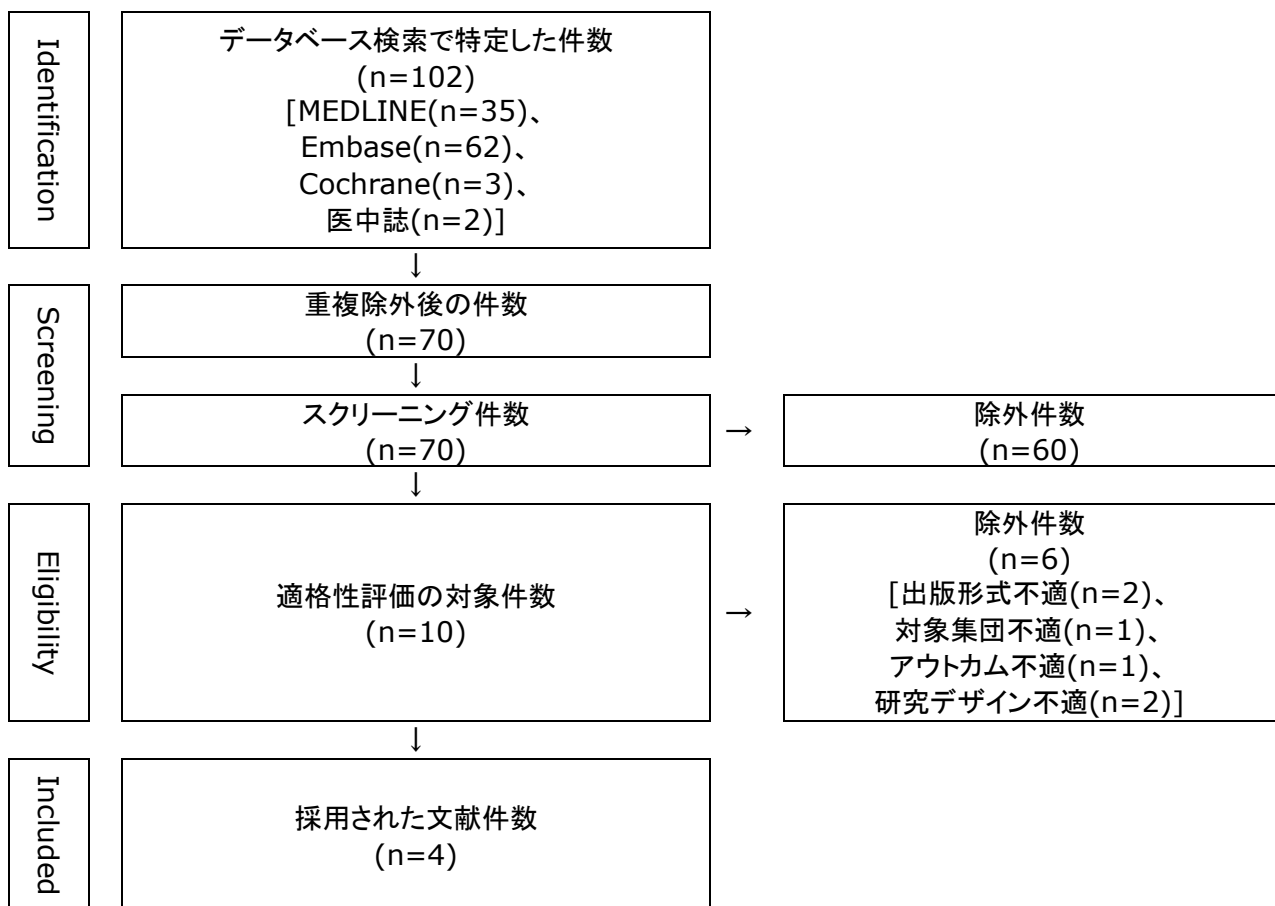 Identification
データベース検索で特定した件数
(n=102)
[MEDLINE(n=35)、
Embase(n=62)、
Cochrane(n=3)、
医中誌(n=2)]
↓
Screening
重複除外後の件数
(n=70)
↓
スクリーニング件数
(n=70)
→
除外件数
(n=60)
↓
Eligibility
適格性評価の対象件数
(n=10)
→
除外件数
(n=6)
[出版形式不適(n=2)、
対象集団不適(n=1)、
アウトカム不適(n=1)、
研究デザイン不適(n=2)]
↓
Included
採用された文献件数
(n=4)